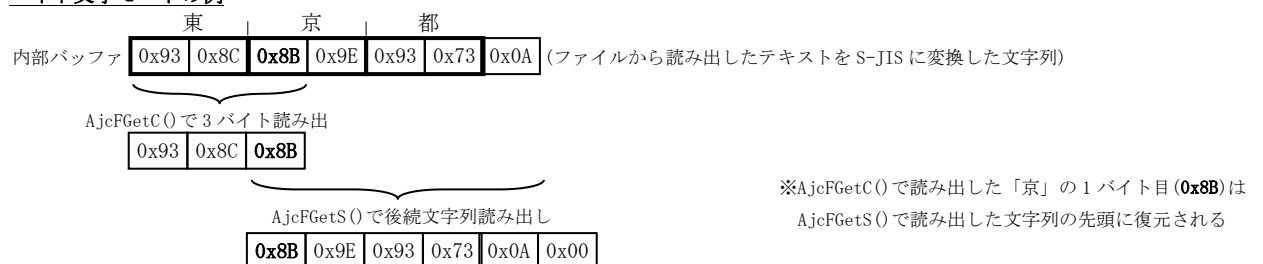 東 京 都
内部バッファ 0x93 0x8C 0x8B 0x9E 0x93 0x73 0x0A (ファイルから読み出したテキストを S-JIS に変換した文字列)
AjcFGetC()で 3 バイト読み出
0x93 0x8C 0x8B
※AjcFGetC()で読み出した「京」の 1 バイト目(0x8B)は
AjcFGetS()で後続文字列読み出し
AjcFGetS()で読み出した文字列の先頭に復元される
0x8B 0x9E 0x93 0x73 0x0A 0x00